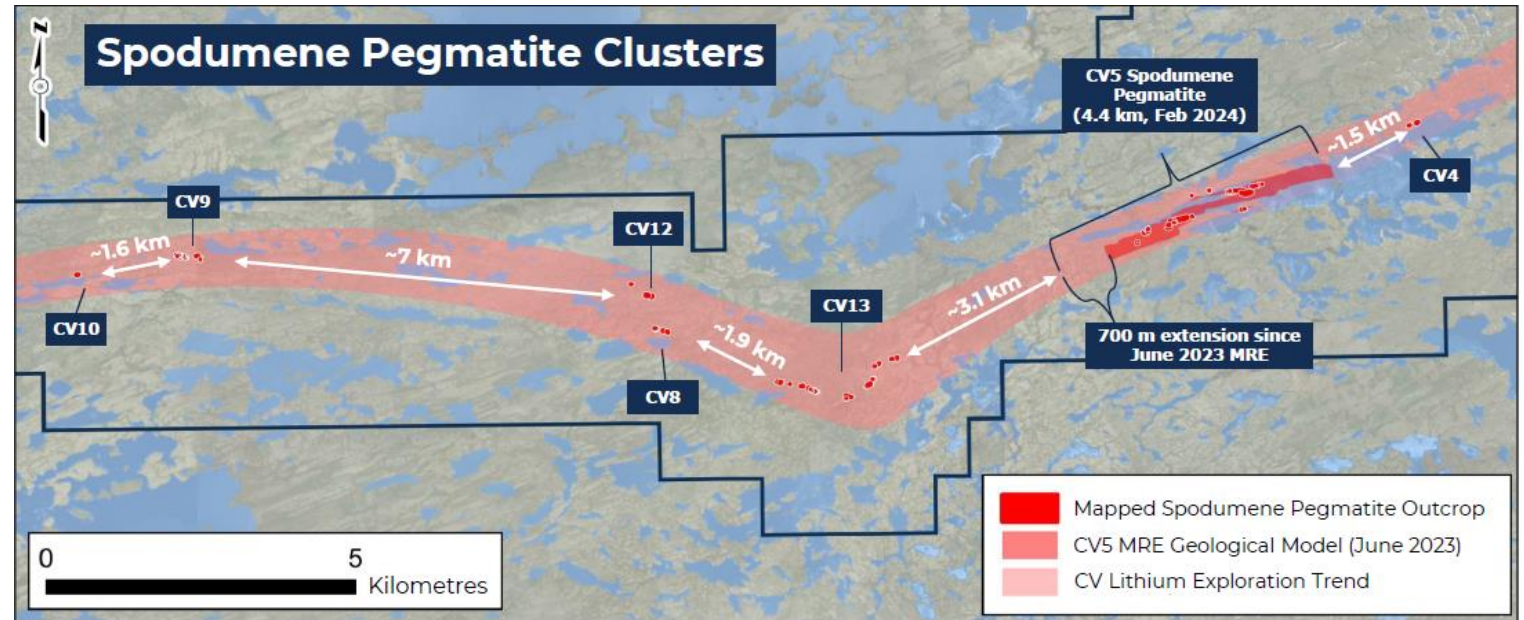 N
Spodumene Pegmatite Clusters
CV5 Spodumene
Pegmatite
(4.4 km, Feb 2024)
~1.5 km
CV4
CV9
~1.6 km
CV10
~7 km
CV12
CV8
~1.9 km
CV13
~3.1 km
700 m extension since
June 2023 MRE
0 5
Kilometres
Mapped Spodumene Pegmatite Outcrop
CV5 MRE Geological Model (June 2023)
CV Lithium Exploration Trend